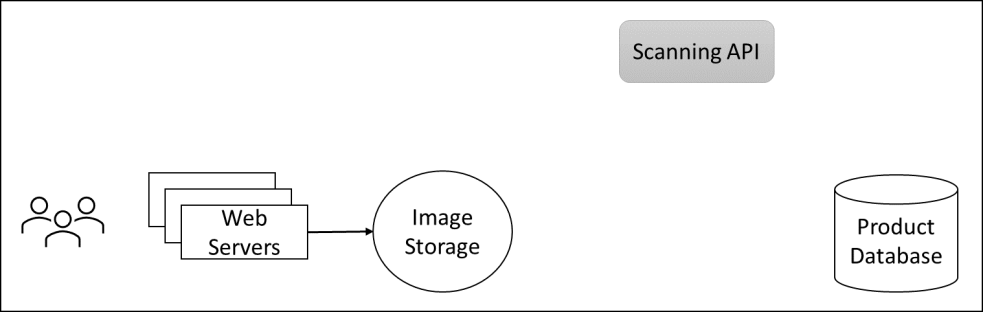 Scanning API
Web
Servers
Image
Storage
Product
Database